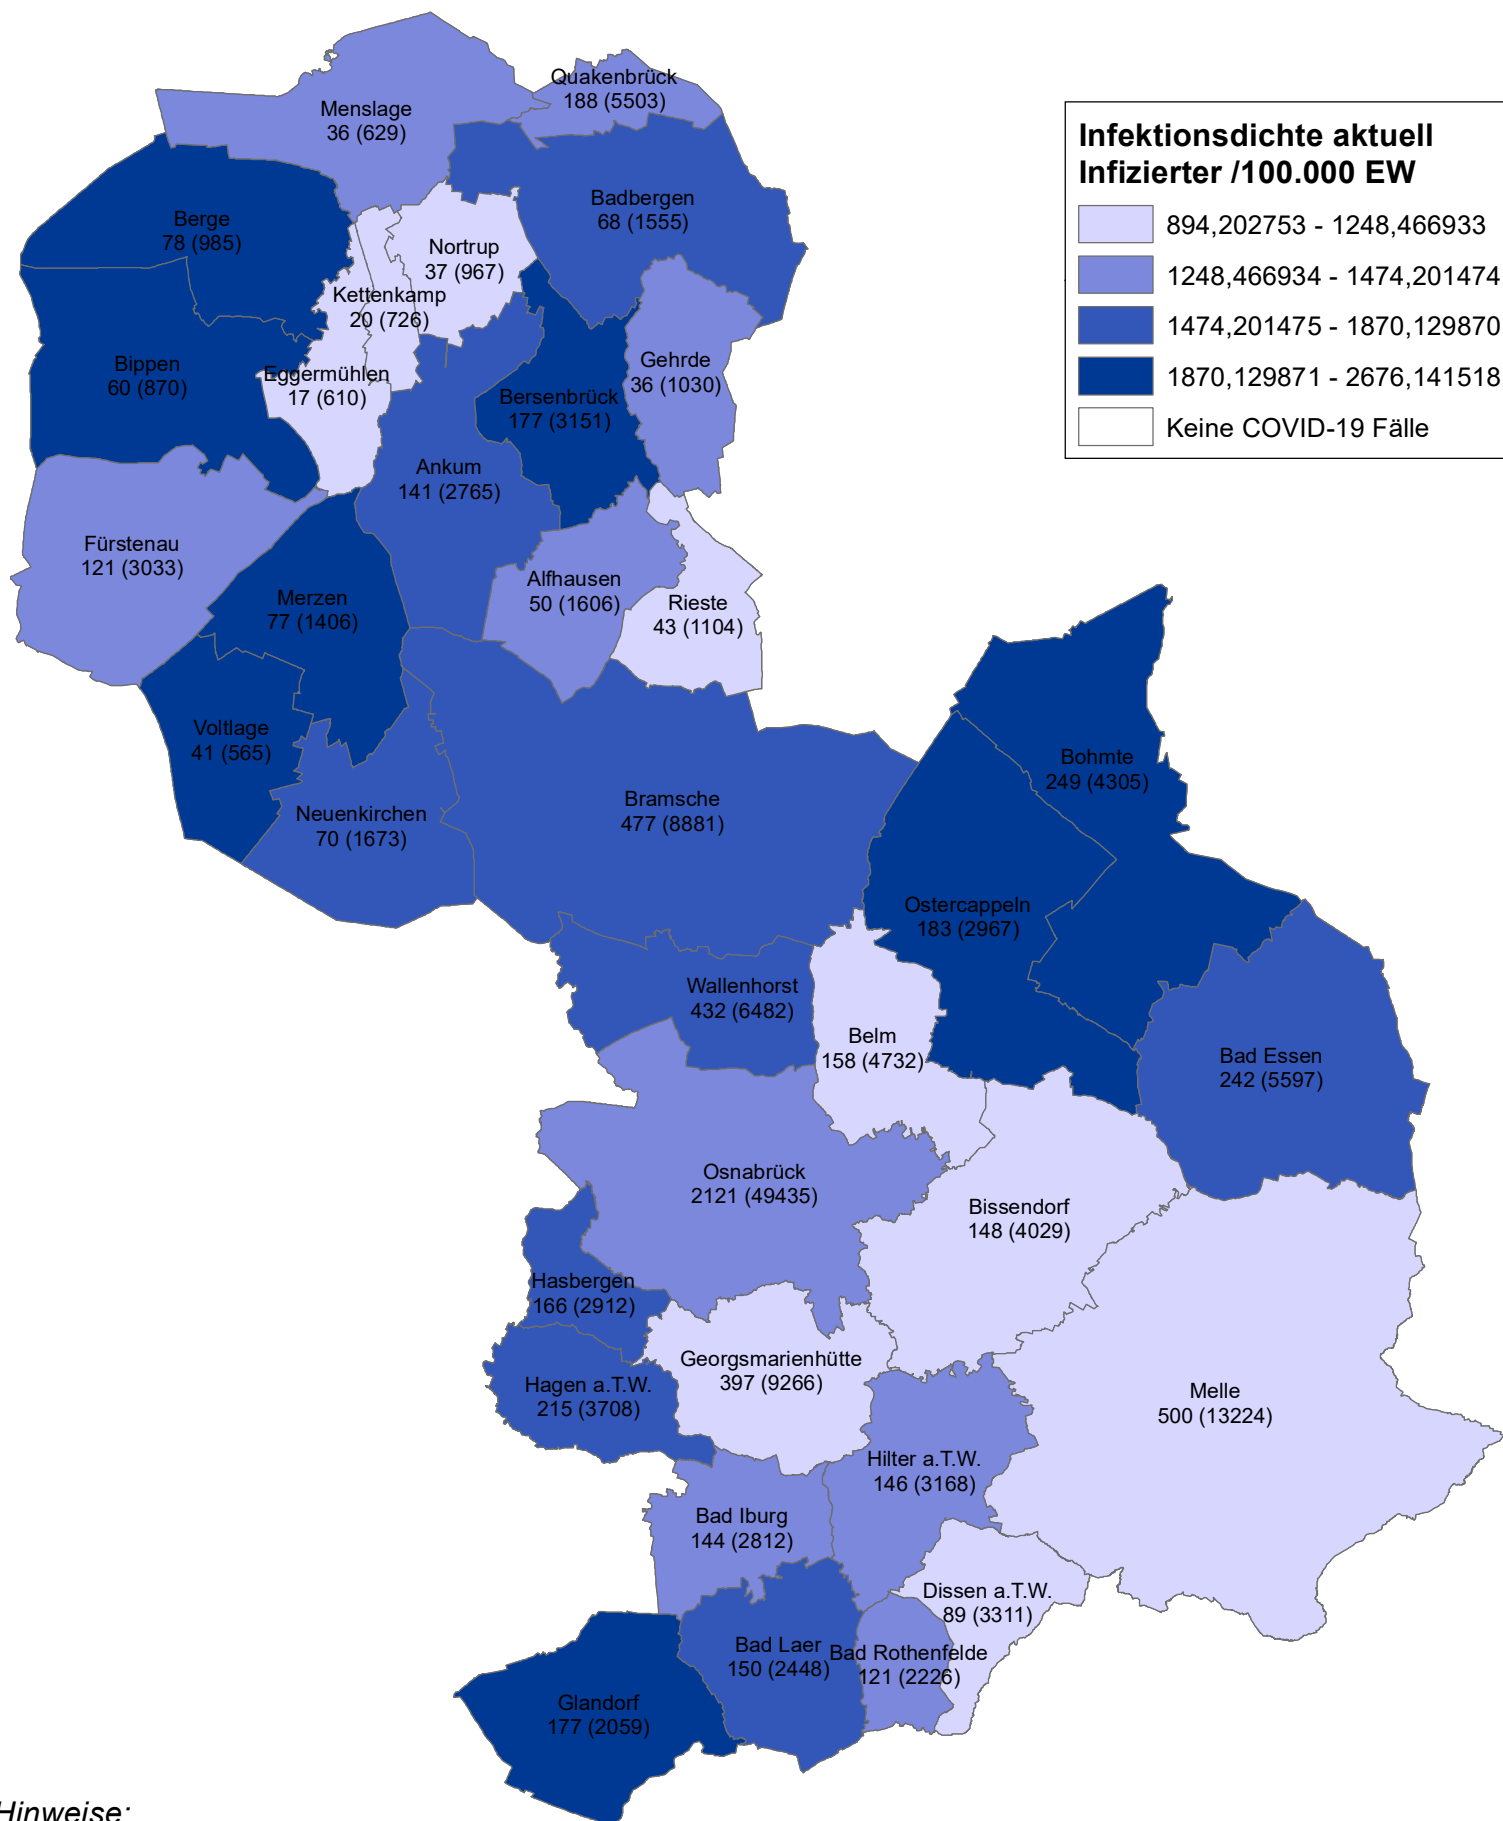 Quakenbrück
188 (5503)
Menslage
36 (629)
Infektionsdichte aktuell
Infizierter /100.000 EW
894,202753 - 1248,466933
1248,466934 - 1474,201474
1474,201475 - 1870,129870
1870,129871 - 2676,141518
Keine COVID-19 Fälle
Badbergen
68 (1555)
Berge
78 (985)
Nortrup
37 (967)
Kettenkamp
20 (726)
Bippen
60 (870)
Eggermühlen
17 (610)
Gehrde
36 (1030)
Bersenbrück
177 (3151)
Ankum
141 (2765)
Fürstenau
121 (3033)
Alfhausen
50 (1606)
Merzen
77 (1406)
Rieste
43 (1104)
Voltlage
41 (565)
Bohmte
249 (4305)
Neuenkirchen
70 (1673)
Bramsche
477 (8881)
Ostercappeln
183 (2967)
Wallenhorst
432 (6482)
Belm
158 (4732)
Bad Essen
242 (5597)
Osnabrück
2121 (49435)
Bissendorf
148 (4029)
Hasbergen
166 (2912)
Georgsmarienhütte
397 (9266)
Hagen a.T.W.
215 (3708)
Melle
500 (13224)
Hilter a.T.W.
146 (3168)
Bad Iburg
144 (2812)
Dissen a.T.W.
89 (3311)
Bad Laer
150 (2448)
Bad Rothenfelde
121 (2226)
Glandorf
177 (2059)
Hinweise: